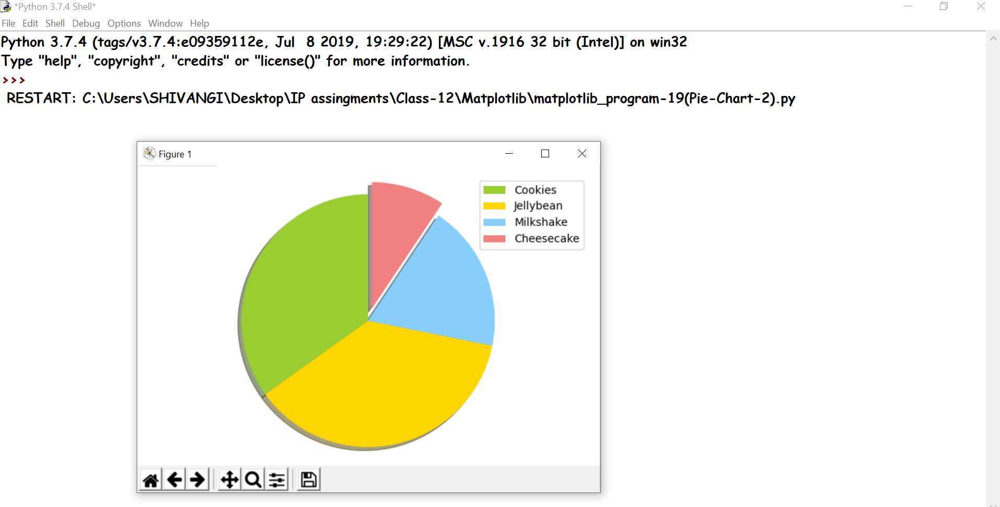 *Python 3.7.4 Shell*
File Edit Shell Debug Options Window Help
Python 3.7.4 (tags/v3.7.4:e09359112e, Jul  8 2019, 19:29:22) [MSC v.1916 32 bit (Intel)] on win32
Type "help", "copyright", "credits" or "license()" for more information.
>>>
RESTART: C:\Users\SHIVANGI\Desktop\IP assingments\Class-12\Matplotlib\matplotlib_program-19(Pie-Chart-2).py
Figure 1
Cookies
Jellybean
Milkshake
Cheesecake